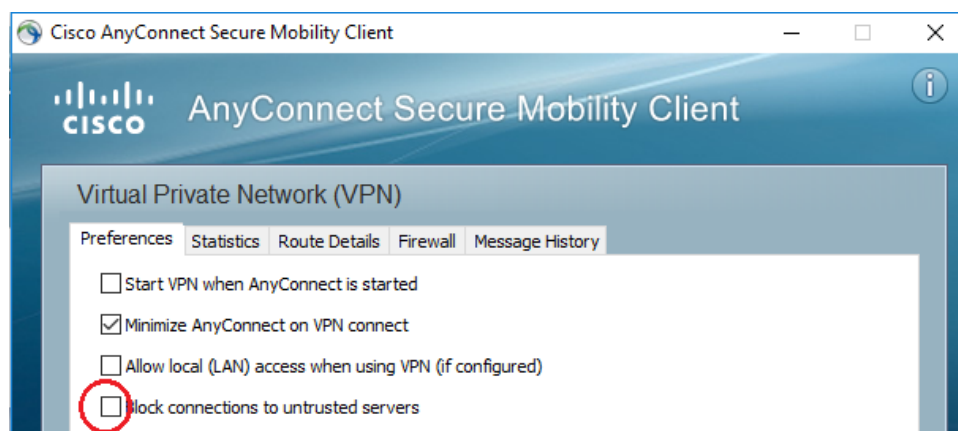 Cisco AnyConnect Secure Mobility Client
CISCO AnyConnect Secure Mobility Client
Virtual Private Network (VPN)
Preferences Statistics Route Details Firewall Message History
Start VPN when AnyConnect is started
Minimize AnyConnect on VPN connect
Allow local (LAN) access when using VPN (if configured)
Block connections to untrusted servers